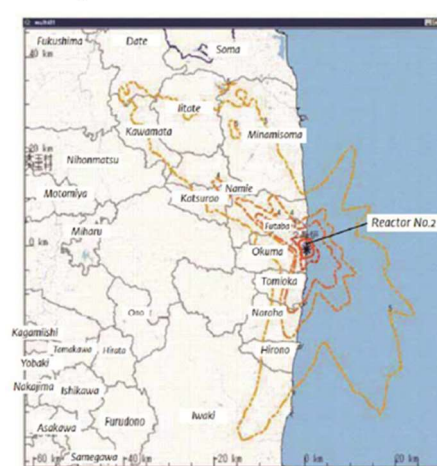 Fukushima
Date
Soma
40 km
Iitate
Kawamata
Minamisoma
20 km
Nihonmatsu
Motomiya
Namie
Katsurao
Reactor No.2
Futaba
Miharu
0 km
Okuma
Tomioka
Ono
Naraha
Kagamiishi
Tamakawa
Hirata
Hirono
Yobaki
Nakajima
Ishikawa
Iwaki
Furudono
Asakawa
Samegawa
-60 km
-40 km
-20 km
0 km
20 km